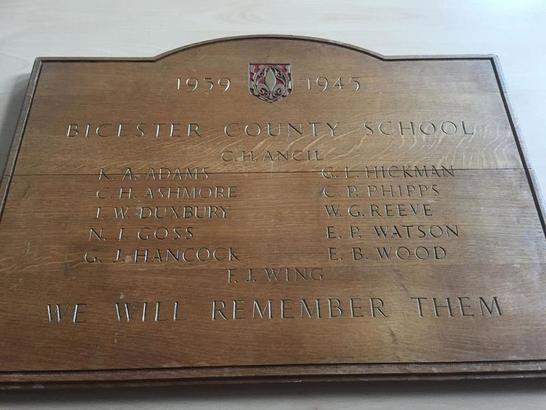 1939 1945
BICESTER COUNTY SCHOOL
C. H. ANCIL
K. A. ADAMS G. L. HICKMAN
C. H. ASHMORE C. P. PHIPPS
I. W. DUXBURY W. G. REEVE
N. J. GOSS E. P. WATSON
G. J. HANCOCK E. B. WOOD
F. J. WING
WE WILL REMEMBER THEM